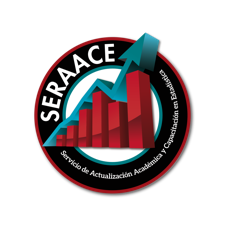 SERAACE
Servicio de Actualización Académica y Capacitación en Estadística